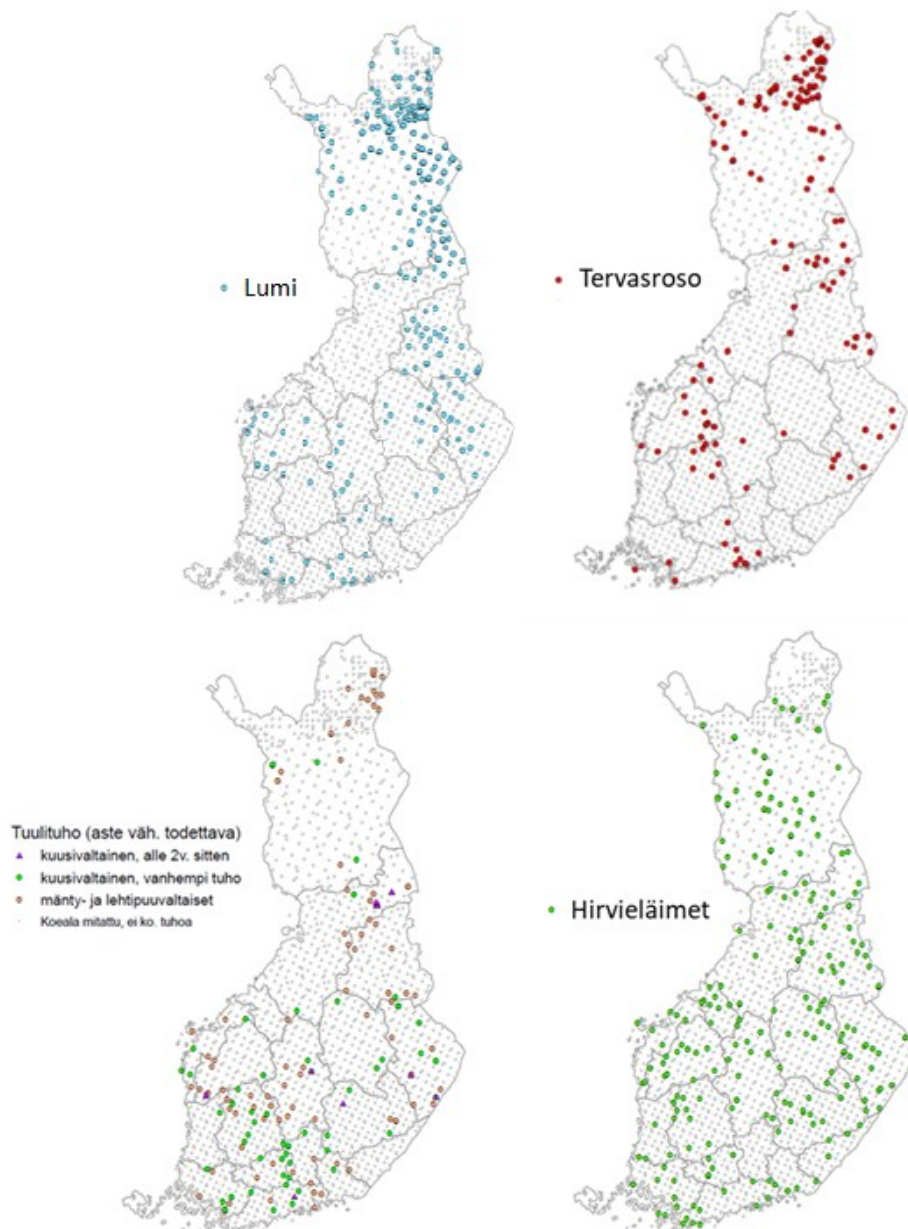 Lumi
Tervasroso
Tuulituho (aste väh. todettava)
kuusivaltainen, alle 2v. sitten
kuusivaltainen, vanhempi tuho
mänty- ja lehtipuuvaltaiset
Koeala mitattu, ei ko. tuhoa
Hirvieläimet